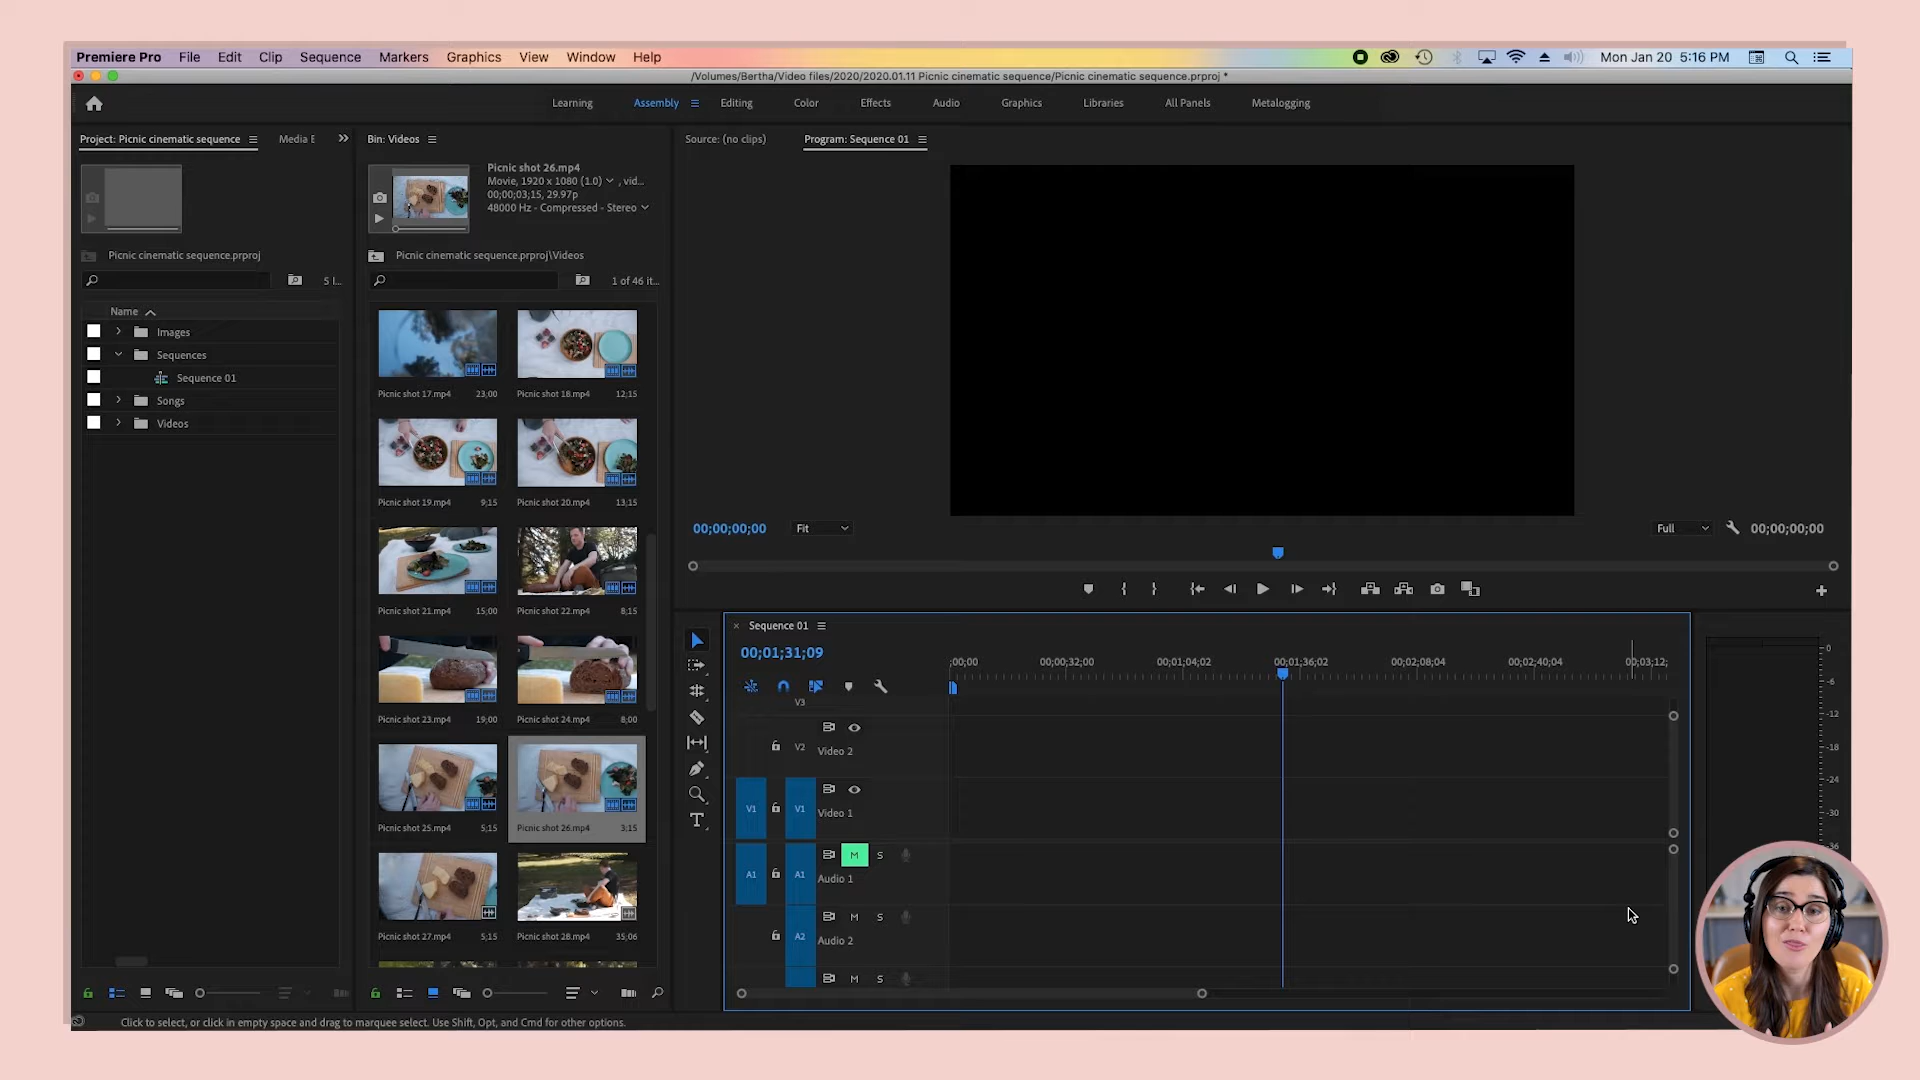 Premiere Pro File Edit Clip Sequence Markers Graphics View Window Help Mon Jan 20 5:16 PM
/Volumes/Bertha/Video files/2020/2020.01.11 Picnic cinematic sequence/Picnic cinematic sequence.prproj *
Learning Assembly Editing Color Effects Audio Graphics Libraries All Panels Metalogging
Project: Picnic cinematic sequence Media E
Picnic cinematic sequence.prproj
5 I...
Name
Images
Sequences
Sequence 01
Songs
Videos
Bin: Videos
Picnic shot 26.mp4
Movie, 1920 x 1080 (1.0) , vid...
00;00;03;15, 29.97p
48000 Hz - Compressed - Stereo
Picnic cinematic sequence.prproj\Videos
1 of 46 it...
Picnic shot 17.mp4 23;00 Picnic shot 18.mp4 12;15
Picnic shot 19.mp4 9;15 Picnic shot 20.mp4 13;15
Picnic shot 21.mp4 15;00 Picnic shot 22.mp4 8;15
Picnic shot 23.mp4 19;00 Picnic shot 24.mp4 8;00
Picnic shot 25.mp4 5;15 Picnic shot 26.mp4 3;15
Picnic shot 27.mp4 5;15 Picnic shot 28.mp4 35;06
Source: (no clips) Program: Sequence 01
00;00;00;00 Fit Full 00;00;00;00
Sequence 01
00;01;31;09
;00;00 00;00;32;00 00;01;04;02 00;01;36;02 00;02;08;04 00;02;40;04 00;03;12;
V3
V2 Video 2
V1 V1 Video 1
M S
A1 A1 Audio 1
M S
A2 Audio 2
M S
0
-6
-12
-18
-24
-30
-36
Click to select, or click in empty space and drag to marquee select. Use Shift, Opt, and Cmd for other options.